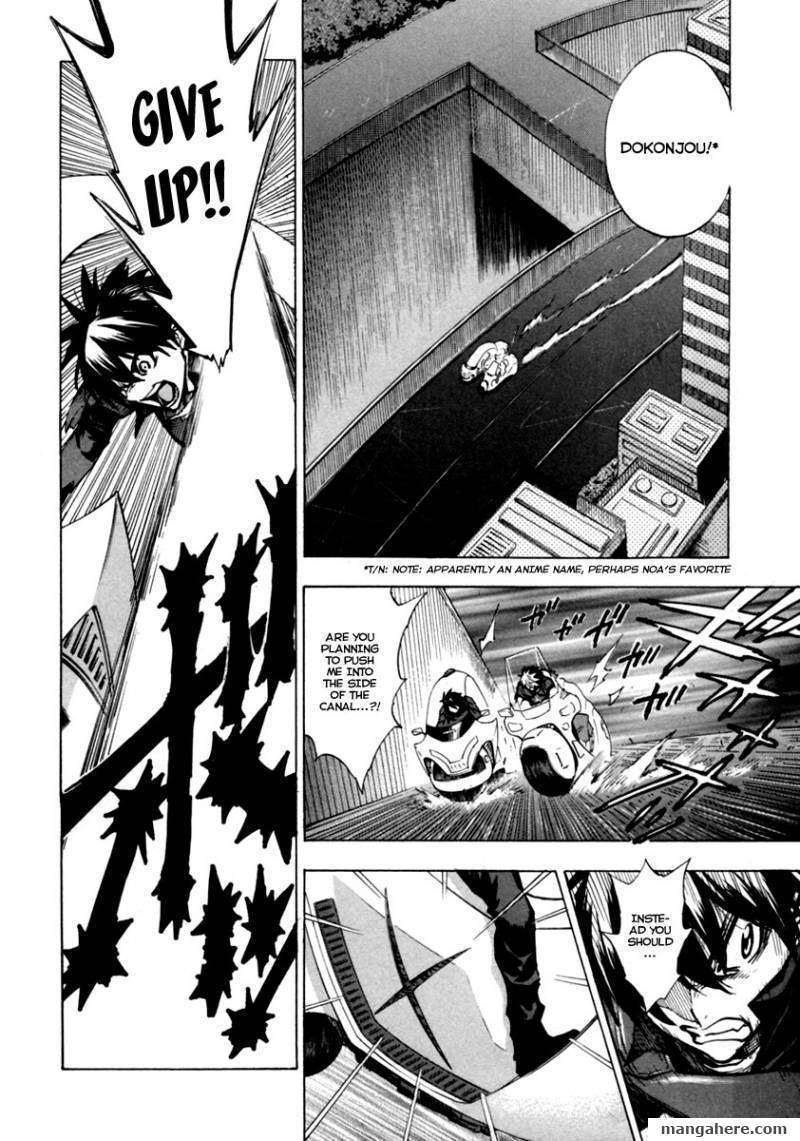 DOKONJOU!*
*T/N: NOTE: APPARENTLY AN ANIME NAME, PERHAPS NOA'S FAVORITE
ARE YOU
PLANNING
TO PUSH
ME INTO
THE SIDE
OF THE
CANAL...?!
ガガガガ
INSTE-
AD YOU
SHOULD
...
GIVE
UP!!
mangahere.com